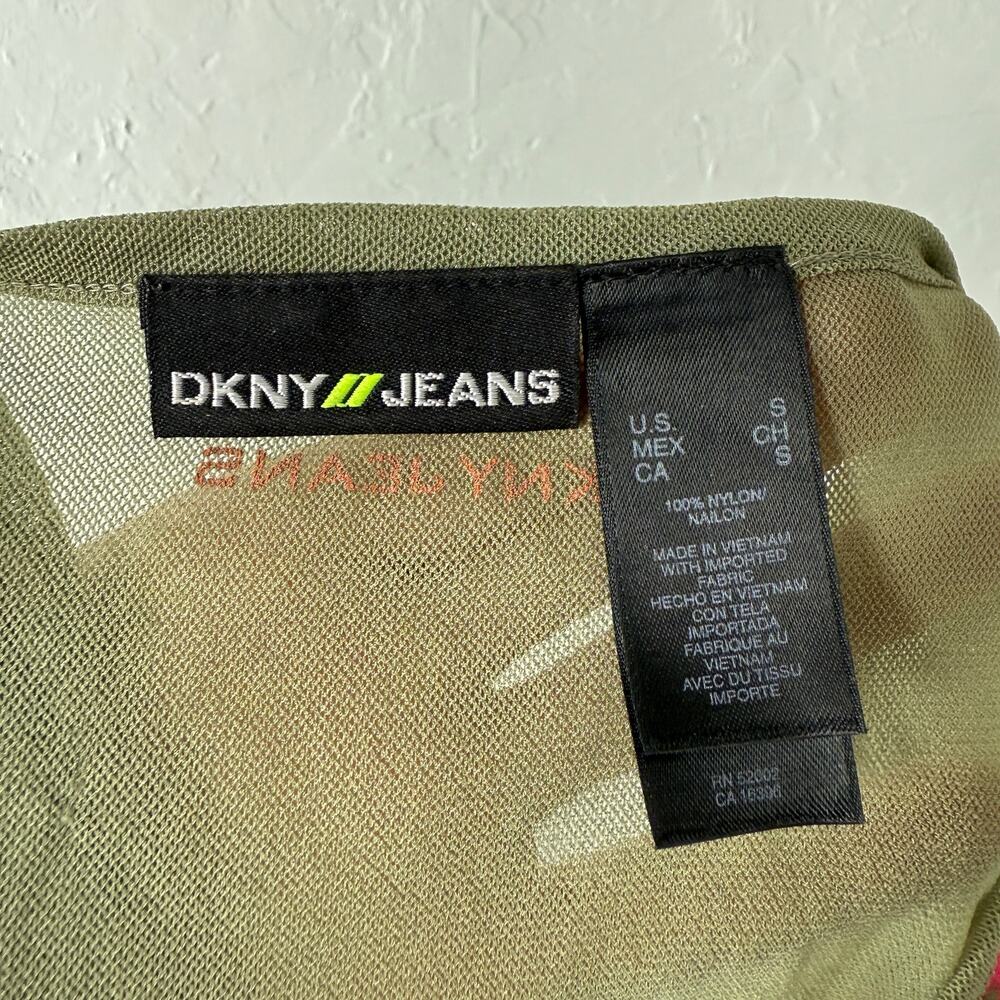 DKNY//JEANS
U.S. S
MEX CH
CA S
100% NYLON/
NAILON
MADE IN VIETNAM
WITH IMPORTED
FABRIC
HECHO EN VIETNAM
CON TELA
IMPORTADA
FABRIQUE AU
VIETNAM
AVEC DU TISSU
IMPORTE
RN 52002